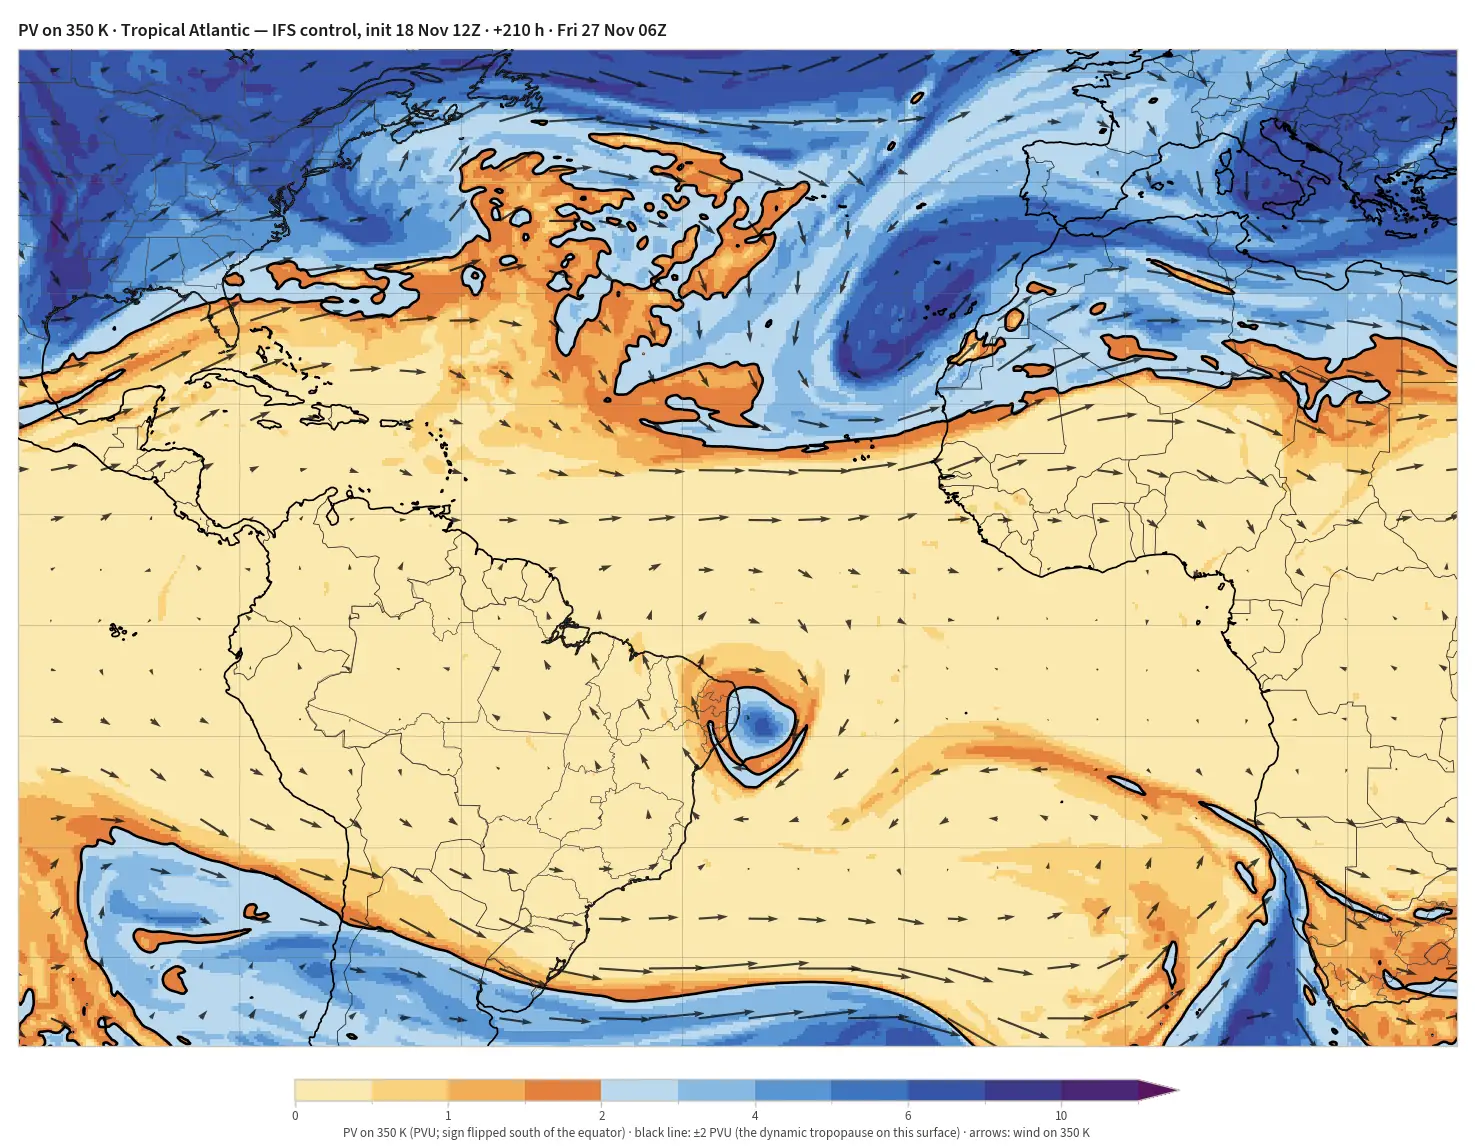 PV on 350 K · Tropical Atlantic — IFS control, init 18 Nov 12Z · +210 h · Fri 27 Nov 06Z
0 1 2 4 6 10
PV on 350 K (PVU; sign flipped south of the equator) · black line: ±2 PVU (the dynamic tropopause on this surface) · arrows: wind on 350 K